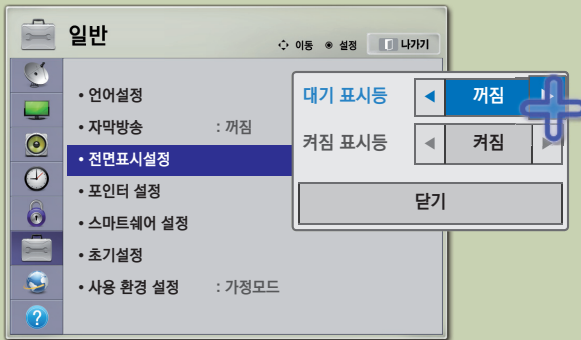 일반
이동 설정 나가기
• 언어설정
• 자막방송 : 꺼짐
• 전면표시설정
• 포인터 설정
• 스마트쉐어 설정
• 초기설정
• 사용 환경 설정 : 가정모드
?
대기 표시등 ◀ 꺼짐 ▶
켜짐 표시등 ◀ 켜짐 ▶
닫기